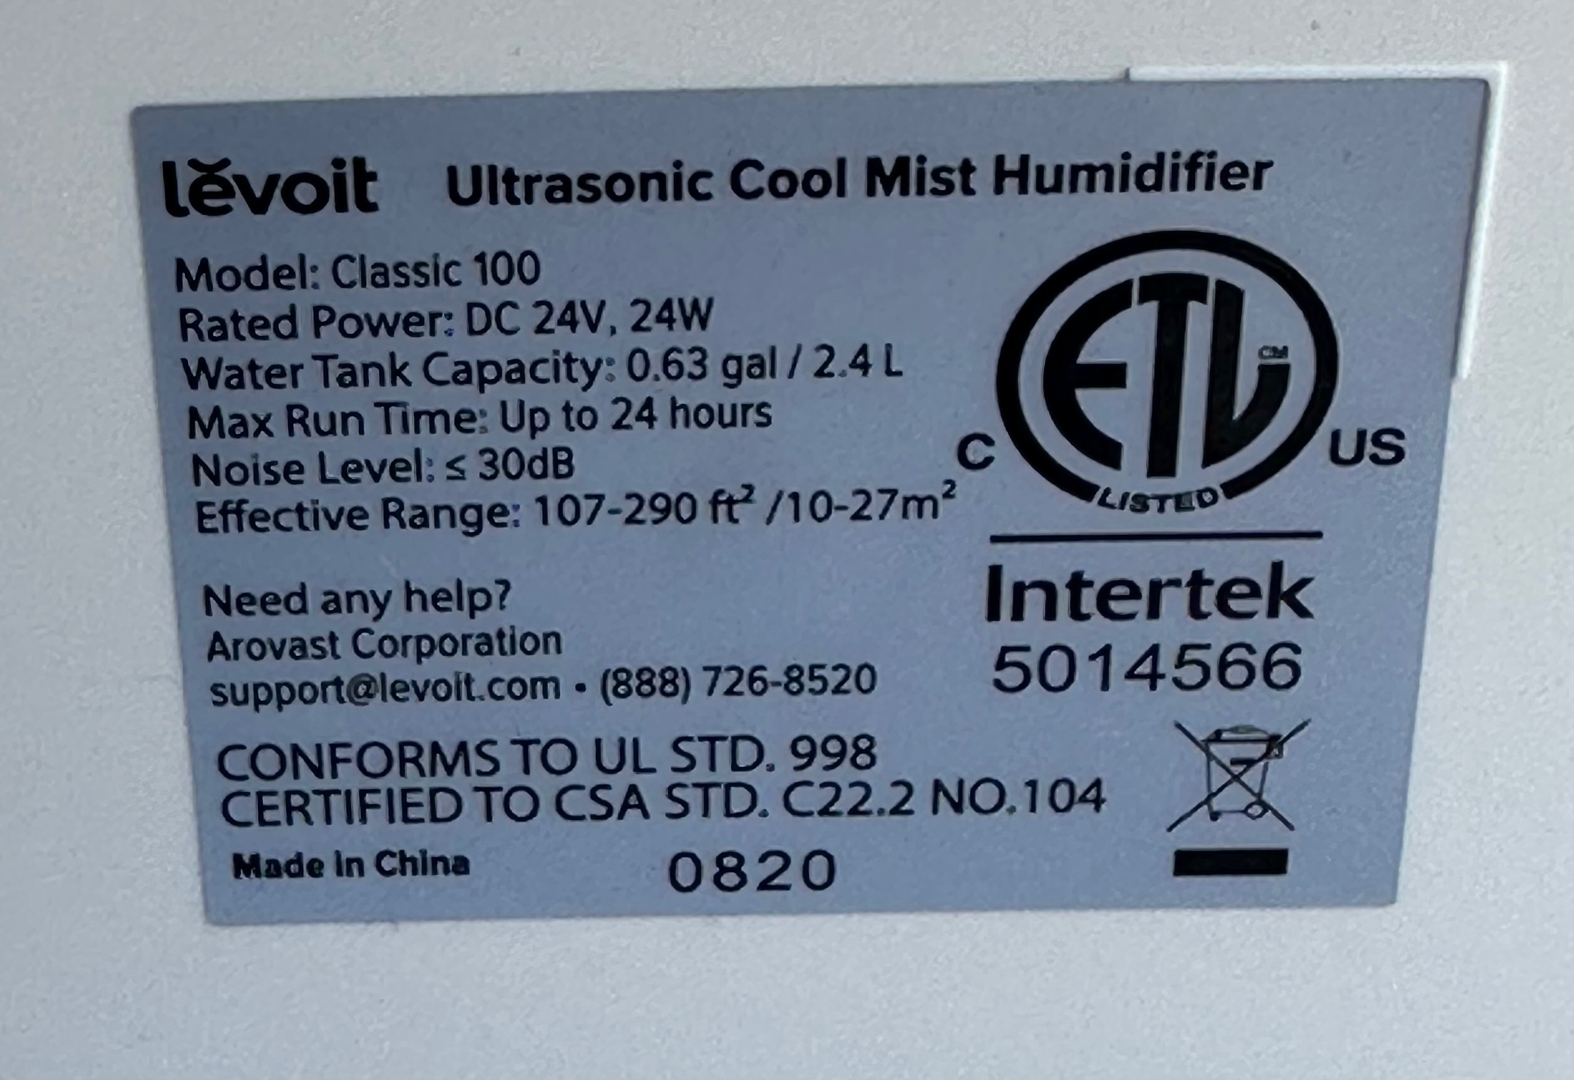 lěvoit Ultrasonic Cool Mist Humidifier
Model: Classic 100
Rated Power: DC 24V, 24W
Water Tank Capacity: 0.63 gal / 2.4 L
Max Run Time: Up to 24 hours
Noise Level: ≤ 30dB
Effective Range: 107-290 ft² /10-27m²
ETL CM
C US
LISTED
Intertek
5014566
Need any help?
Arovast Corporation
support@levoit.com • (888) 726-8520
CONFORMS TO UL STD. 998
CERTIFIED TO CSA STD. C22.2 NO.104
Made in China 0820